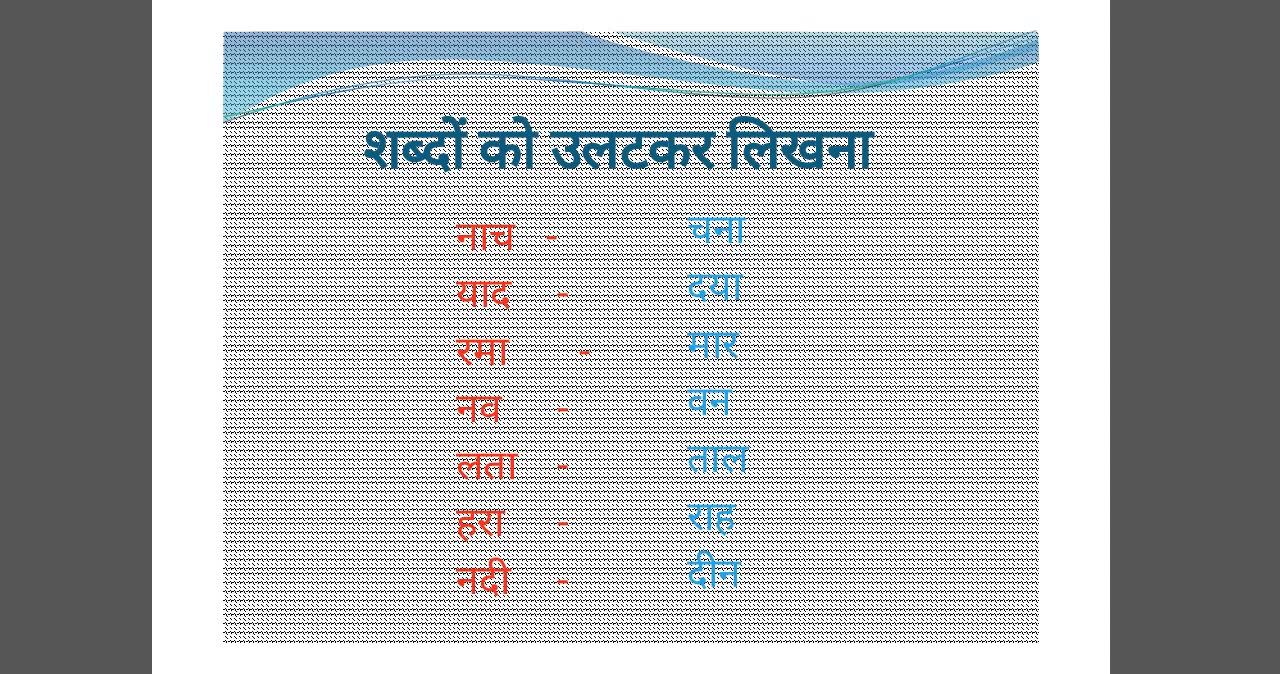 शब्दों को उलटकर लिखना
नाच - चना
याद - दया
रमा - मार
नव - वन
लता - ताल
हरा - राह
नदी - दीन